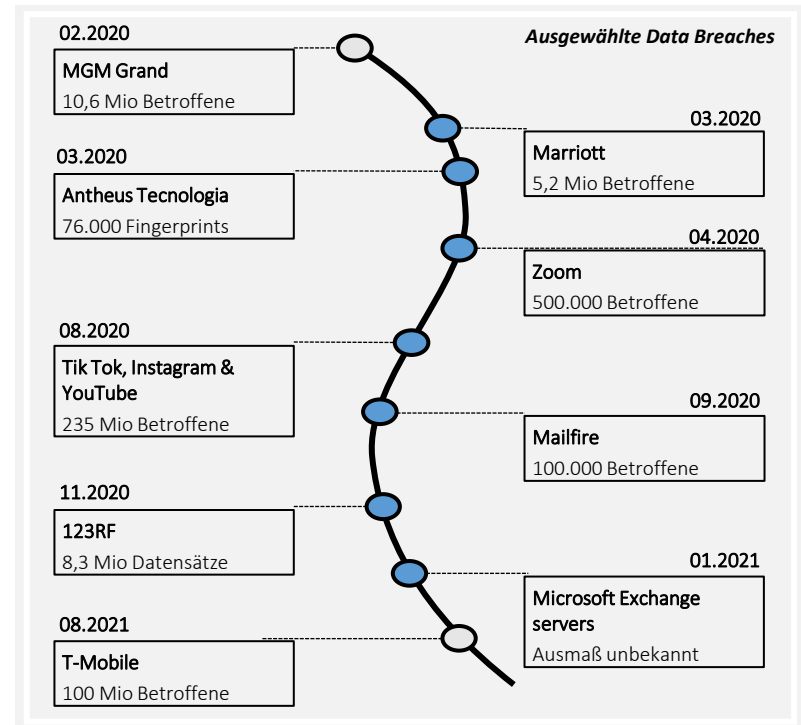 Ausgewählte Data Breaches
02.2020
MGM Grand
10,6 Mio Betroffene
03.2020
Marriott
5,2 Mio Betroffene
03.2020
Antheus Tecnologia
76.000 Fingerprints
04.2020
Zoom
500.000 Betroffene
08.2020
Tik Tok, Instagram &
YouTube
235 Mio Betroffene
09.2020
Mailfire
100.000 Betroffene
11.2020
123RF
8,3 Mio Datensätze
01.2021
Microsoft Exchange
servers
Ausmaß unbekannt
08.2021
T-Mobile
100 Mio Betroffene